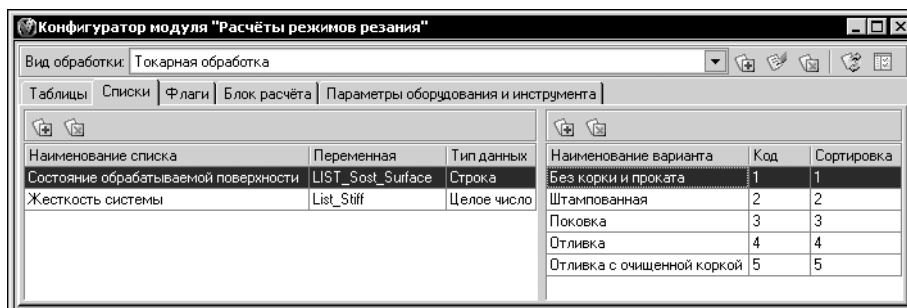 Конфигуратор модуля "Расчёты режимов резания"
Вид обработки: Токарная обработка
Таблицы Списки Флаги Блок расчёта Параметры оборудования и инструмента
Наименование списка Переменная Тип данных
Состояние обрабатываемой поверхности LIST_Sost_Surface Строка
Жесткость системы List_Stiff Целое число
Наименование варианта Код Сортировка
Без корки и проката 1 1
Штампованная 2 2
Поковка 3 3
Отливка 4 4
Отливка с очищенной коркой 5 5